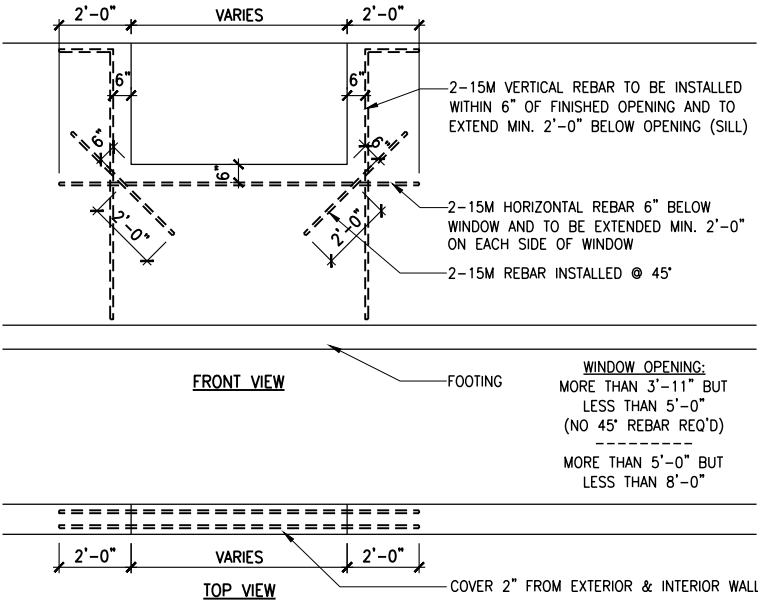 2'-0" VARIES 2'-0"
6" 6"
2-15M VERTICAL REBAR TO BE INSTALLED
WITHIN 6" OF FINISHED OPENING AND TO
EXTEND MIN. 2'-0" BELOW OPENING (SILL)
6" 6" 6"
2'-0" 2'-0"
2-15M HORIZONTAL REBAR 6" BELOW
WINDOW AND TO BE EXTENDED MIN. 2'-0"
ON EACH SIDE OF WINDOW
2-15M REBAR INSTALLED @ 45°
FRONT VIEW
FOOTING
WINDOW OPENING:
MORE THAN 3'-11" BUT
LESS THAN 5'-0"
(NO 45° REBAR REQ'D)
----------
MORE THAN 5'-0" BUT
LESS THAN 8'-0"
2'-0" VARIES 2'-0"
TOP VIEW
COVER 2" FROM EXTERIOR & INTERIOR WALL